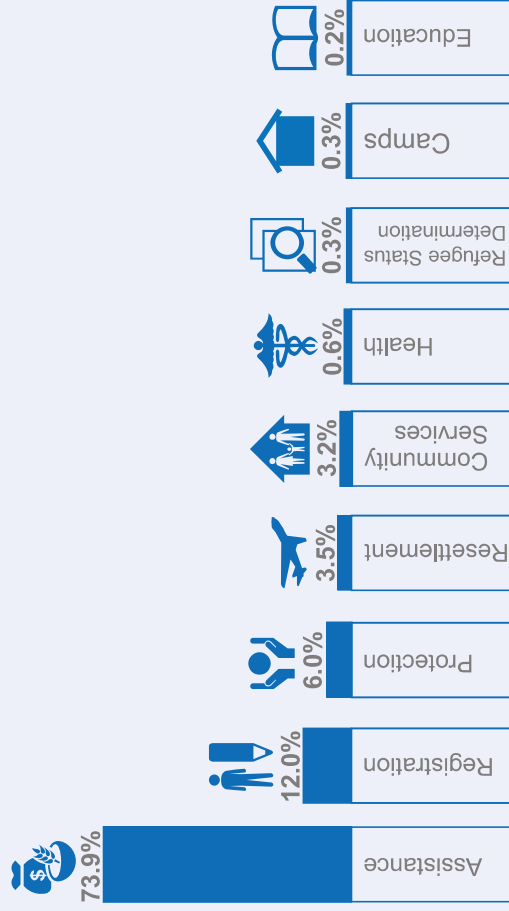 Assistance
73.9%
Registration
12.0%
Protection
6.0%
Resettlement
3.5%
Community
Services
3.2%
Health
0.6%
Refugee Status
Determination
0.3%
Camps
0.3%
Education
0.2%
$